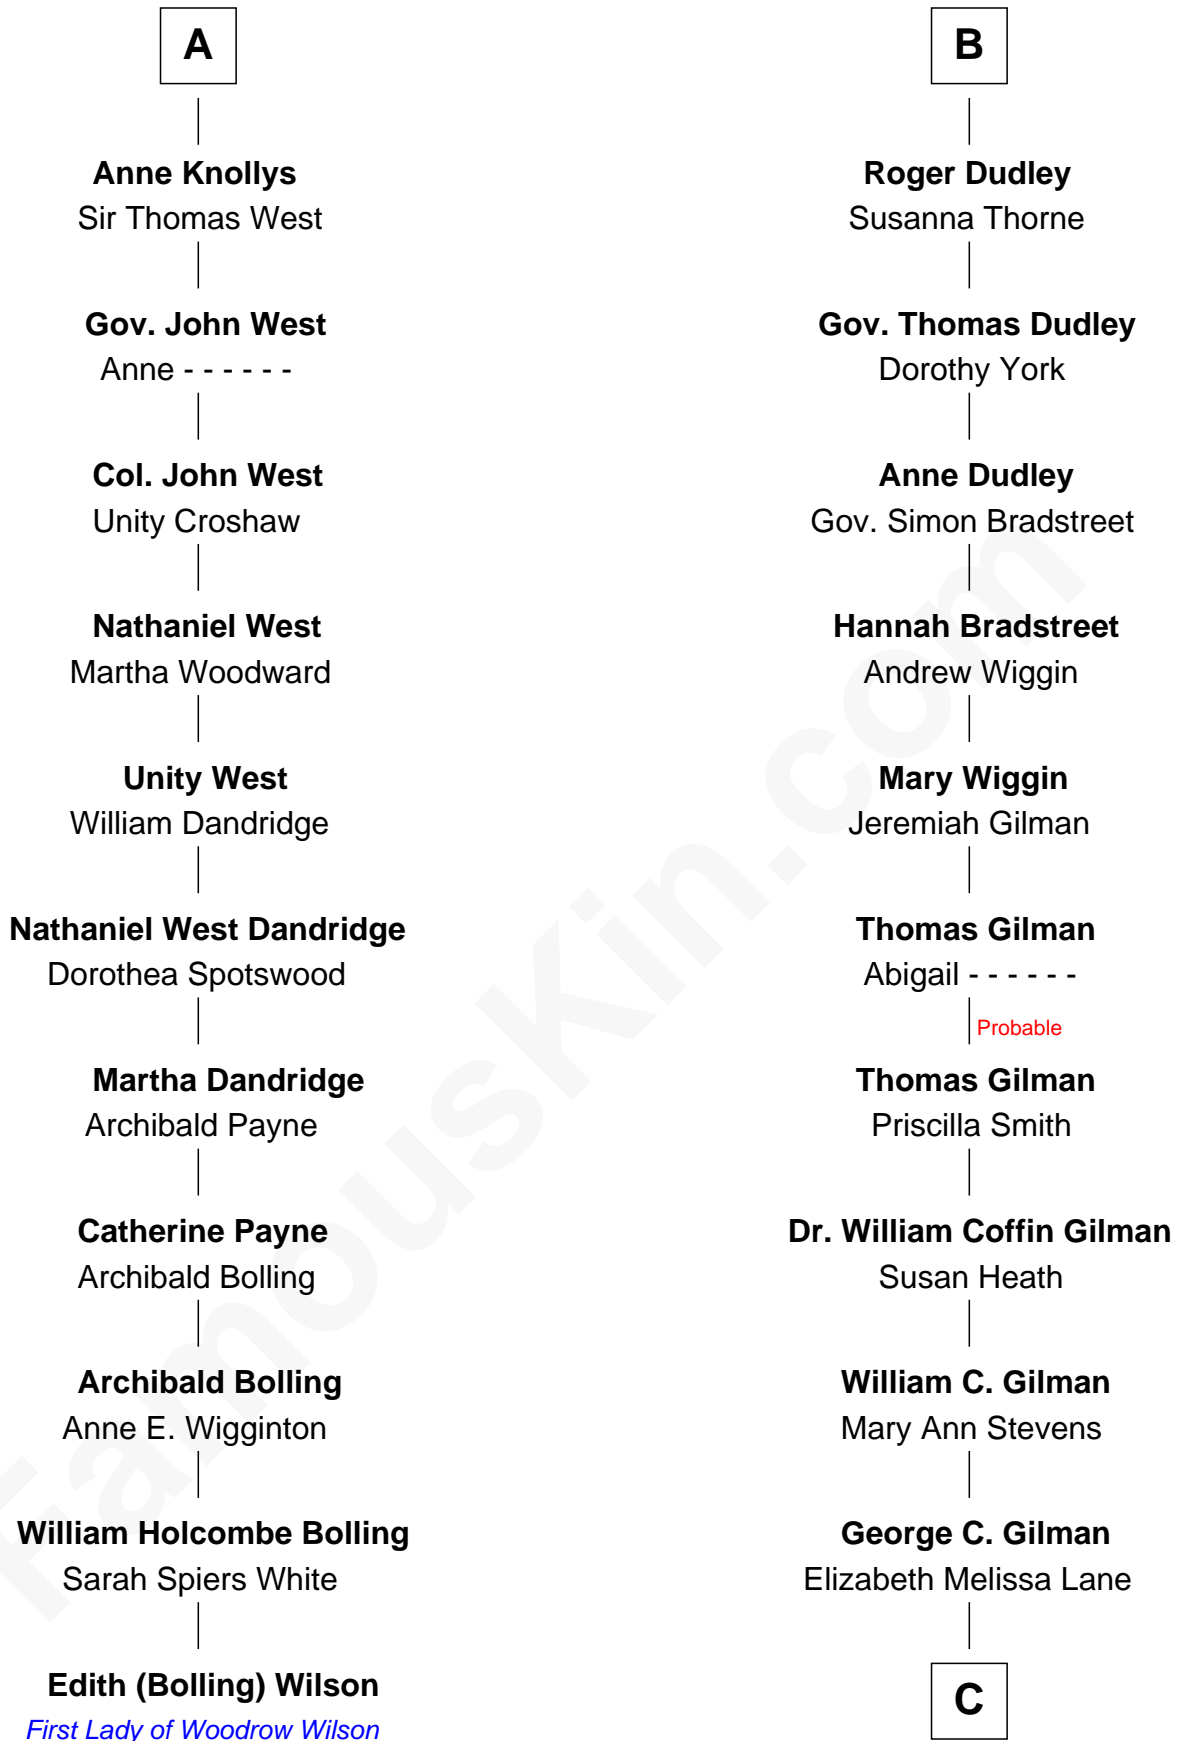 A
Anne Knollys
Sir Thomas West
Gov. John West
Anne - - - - - -
Col. John West
Unity Croshaw
Nathaniel West
Martha Woodward
Unity West
William Dandridge
Nathaniel West Dandridge
Dorothea Spotswood
Martha Dandridge
Archibald Payne
Catherine Payne
Archibald Bolling
Archibald Bolling
Anne E. Wigginton
William Holcombe Bolling
Sarah Spiers White
Edith (Bolling) Wilson
First Lady of Woodrow Wilson
B
Roger Dudley
Susanna Thorne
Gov. Thomas Dudley
Dorothy York
Anne Dudley
Gov. Simon Bradstreet
Hannah Bradstreet
Andrew Wiggin
Mary Wiggin
Jeremiah Gilman
Thomas Gilman
Abigail - - - - - -
Probable
Thomas Gilman
Priscilla Smith
Dr. William Coffin Gilman
Susan Heath
William C. Gilman
Mary Ann Stevens
George C. Gilman
Elizabeth Melissa Lane
C
FamousKin.com